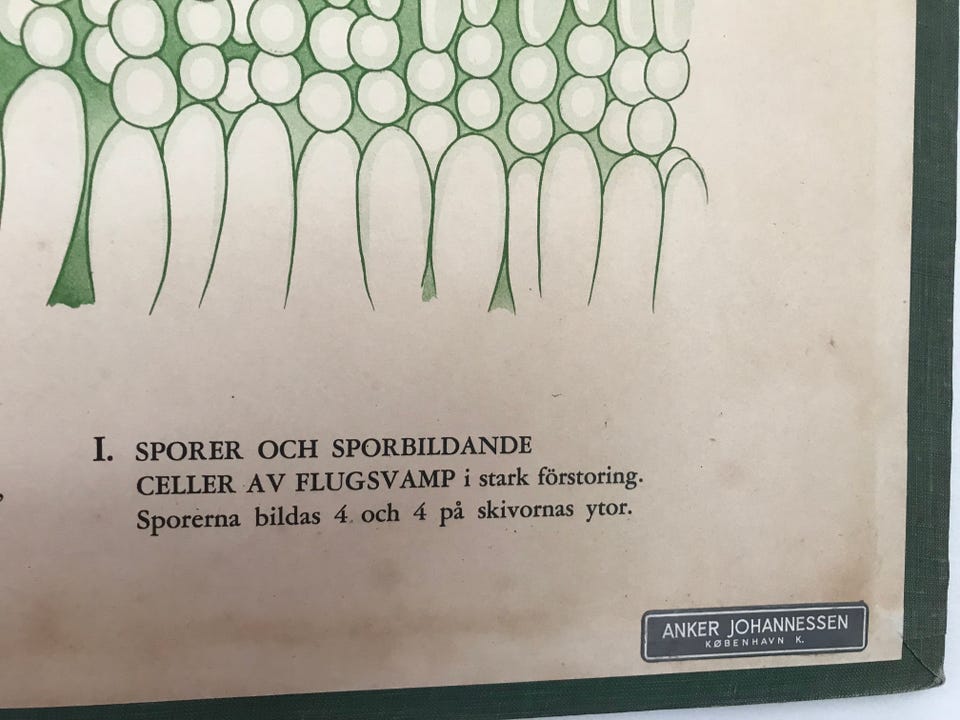 I. SPORER OCH SPORBILDANDE
CELLER AV FLUGSVAMP i stark förstoring.
Sporerna bildas 4 och 4 på skivornas ytor.
ANKER JOHANNESSEN
KØBENHAVN K.